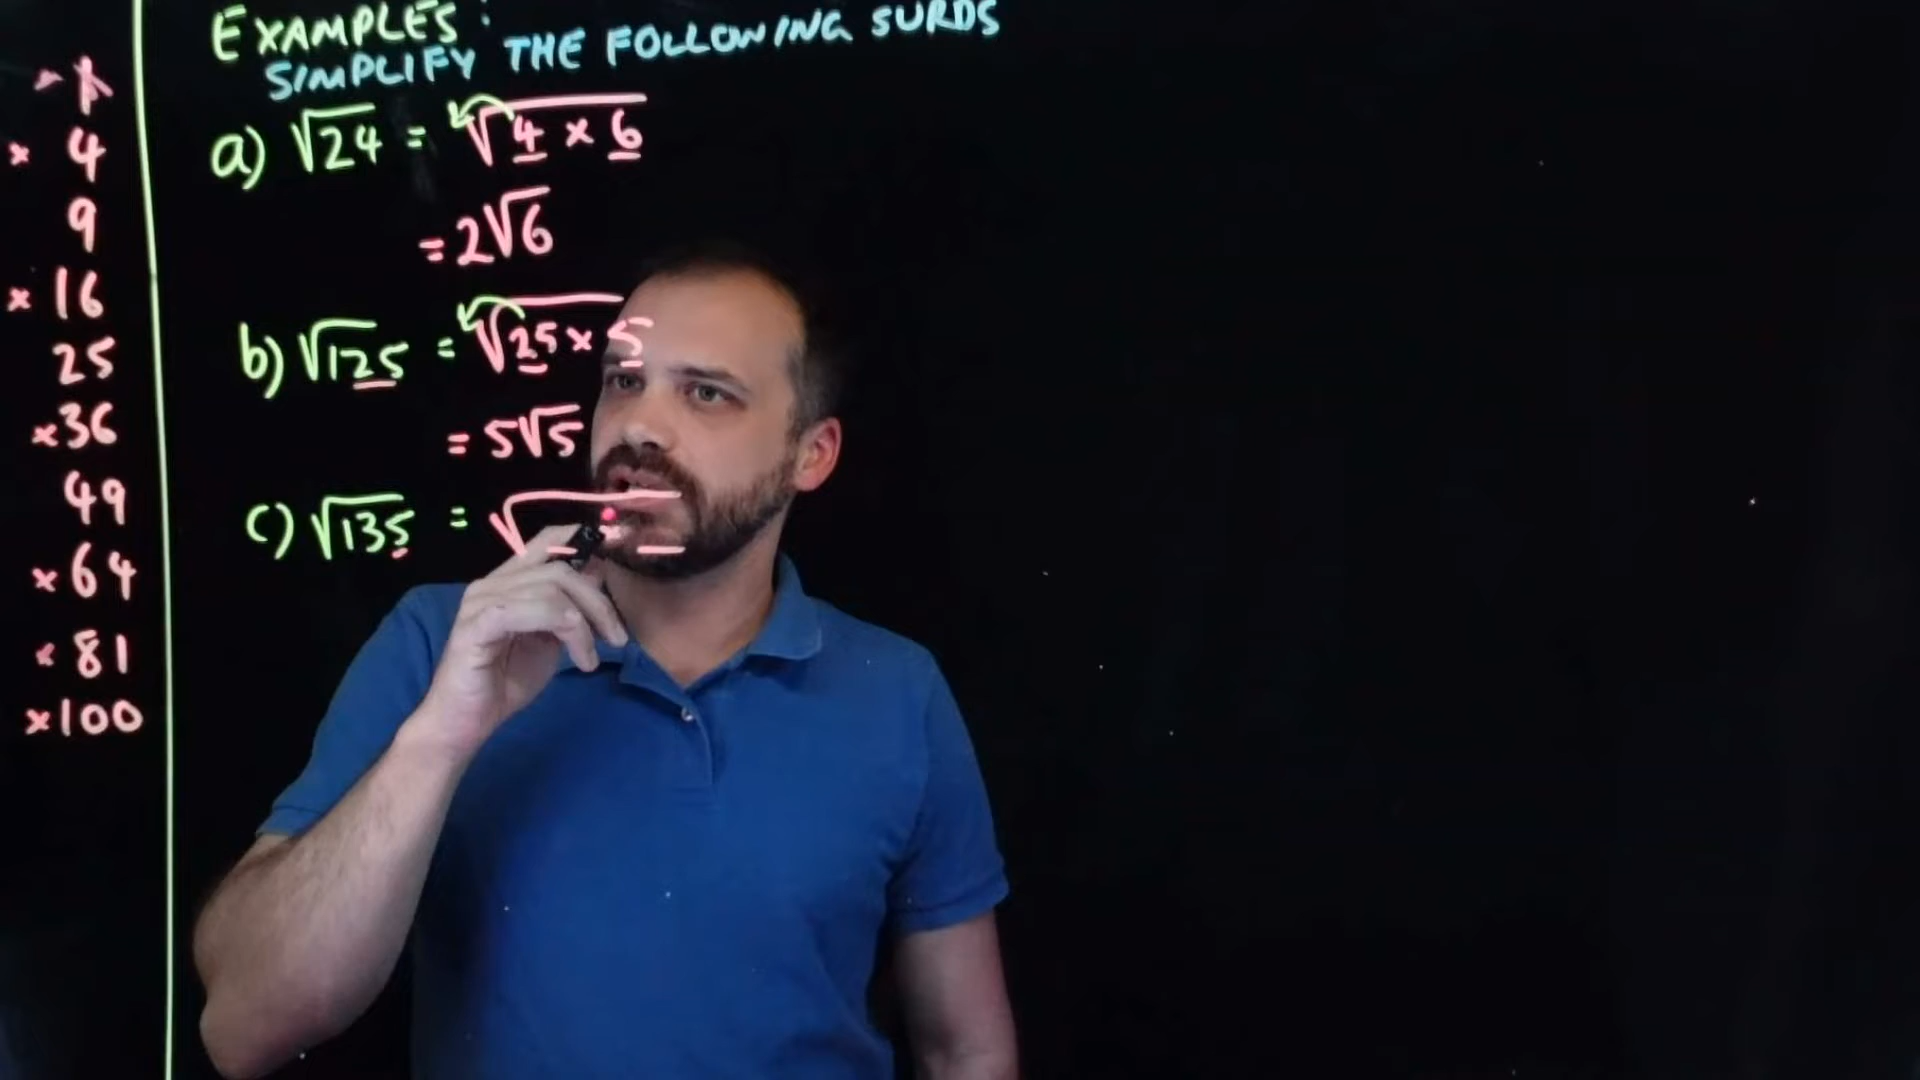 EXAMPLES:
SIMPLIFY THE FOLLOWING SURDS
× 4
9
× 16
25
×36
49
×64
×81
×100
a) √24 = √4 × 6
= 2√6
b) √125 = √25 × 5
= 5√5
c) √135 = √